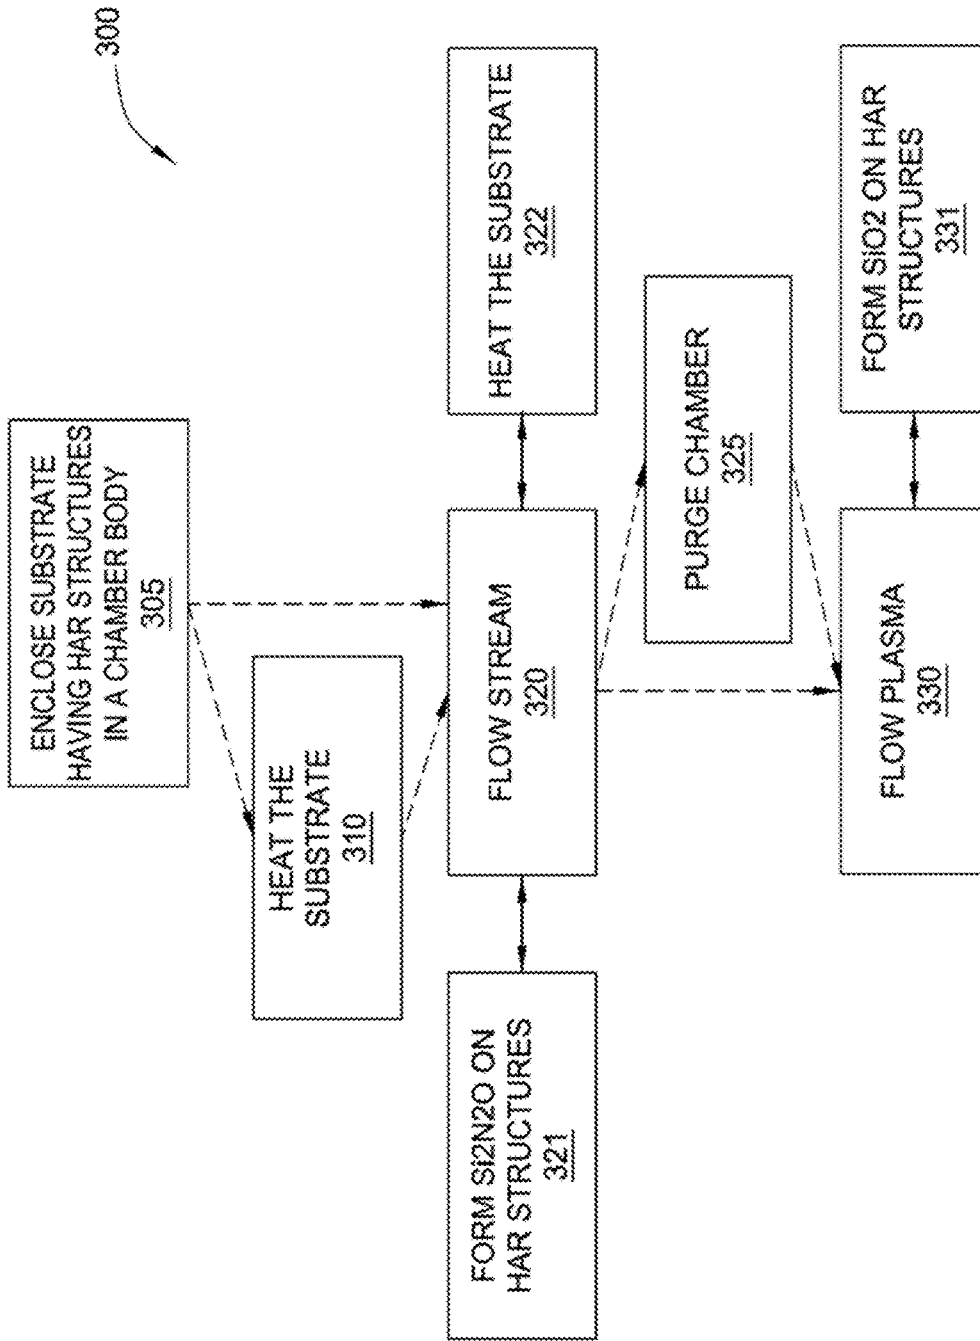 300
ENCLOSE SUBSTRATE
HAVING HAR STRUCTURES
IN A CHAMBER BODY
305
HEAT THE
SUBSTRATE
310
FORM Si2N2O ON
HAR STRUCTURES
321
FLOW STREAM
320
HEAT THE SUBSTRATE
322
PURGE CHAMBER
325
FLOW PLASMA
330
FORM SiO2 ON HAR
STRUCTURES
331